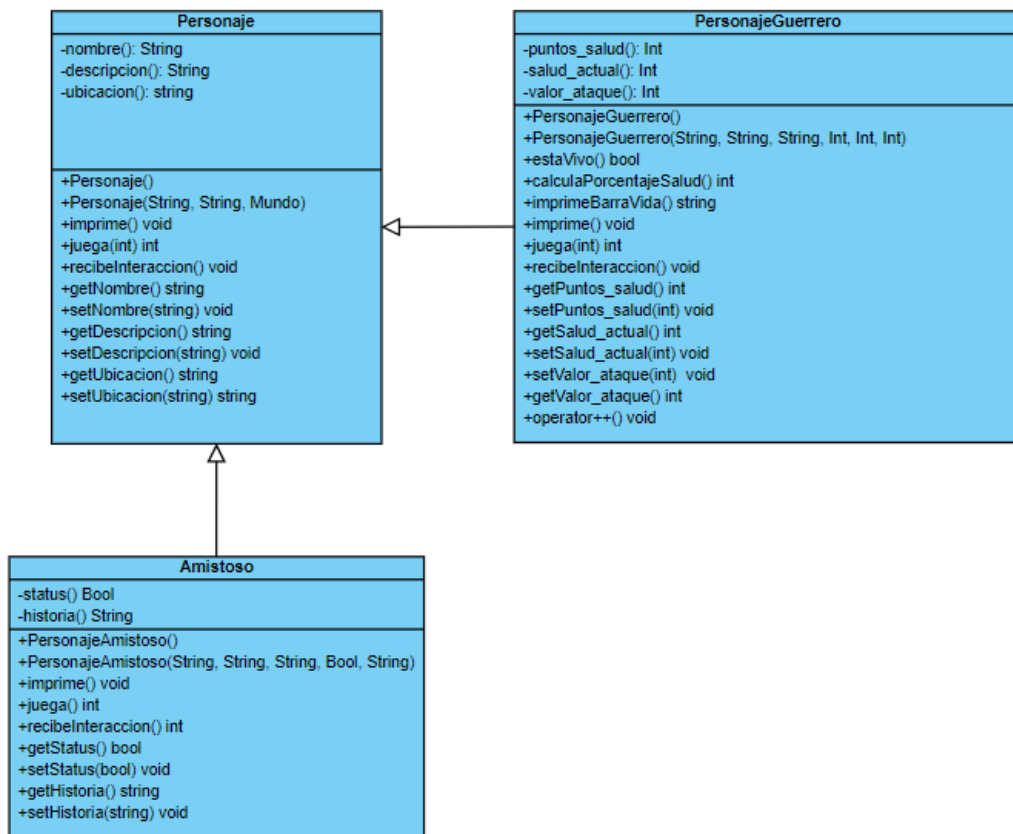 Personaje
-nombre(): String
-descripcion(): String
-ubicacion(): string
+Personaje()
+Personaje(String, String, Mundo)
+imprime() void
+juega(int) int
+recibeInteraccion() void
+getNombre() string
+setNombre(string) void
+getDescripcion() string
+setDescripcion(string) void
+getUbicacion() string
+setUbicacion(string) string
PersonajeGuerrero
-puntos_salud(): Int
-salud_actual(): Int
-valor_ataque(): Int
+PersonajeGuerrero()
+PersonajeGuerrero(String, String, String, Int, Int, Int)
+estaVivo() bool
+calculaPorcentajeSalud() int
+imprimeBarraVida() string
+imprime() void
+juega(int) int
+recibeInteraccion() void
+getPuntos_salud() int
+setPuntos_salud(int) void
+getSalud_actual() int
+setSalud_actual(int) void
+setValor_ataque(int) void
+getValor_ataque() int
+operator++() void
Amistoso
-status() Bool
-historia() String
+PersonajeAmistoso()
+PersonajeAmistoso(String, String, String, Bool, String)
+imprime() void
+juega() int
+recibeInteraccion() int
+getStatus() bool
+setStatus(bool) void
+getHistoria() string
+setHistoria(string) void